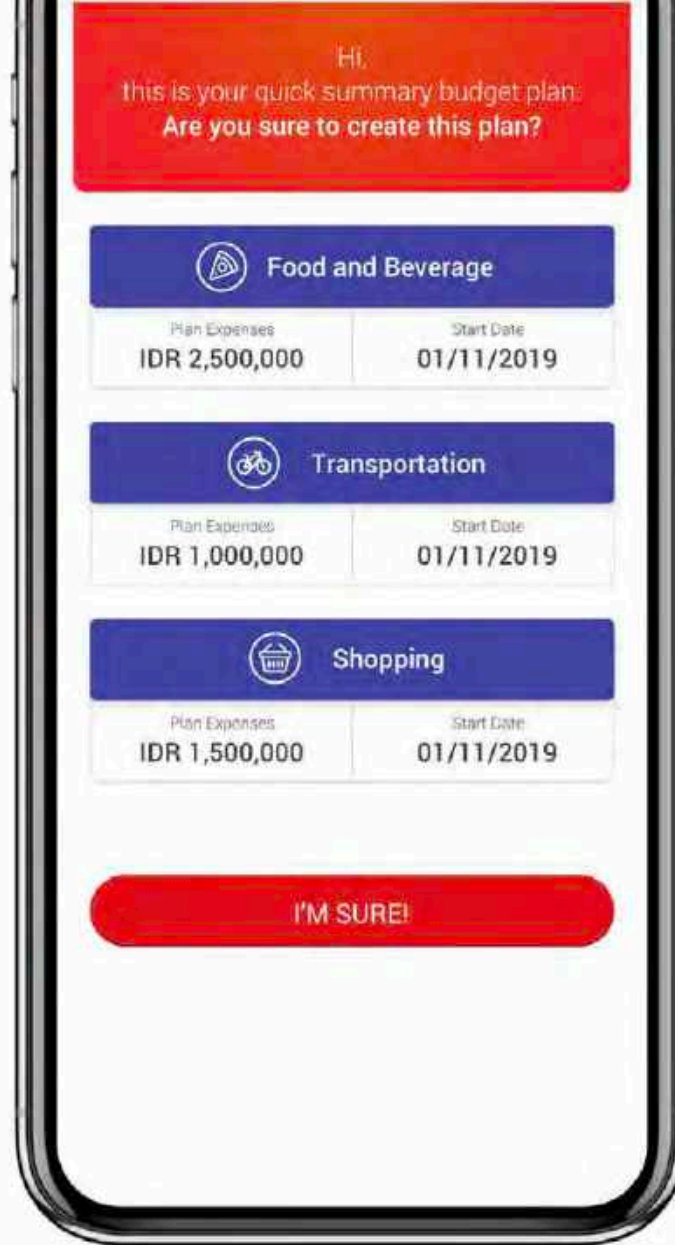 Hi,
this is your quick summary budget plan.
Are you sure to create this plan?
Food and Beverage
Plan Expenses
Start Date
IDR 2,500,000
01/11/2019
Transportation
Plan Expenses
Start Date
IDR 1,000,000
01/11/2019
Shopping
Plan Expenses
Start Date
IDR 1,500,000
01/11/2019
I'M SURE!